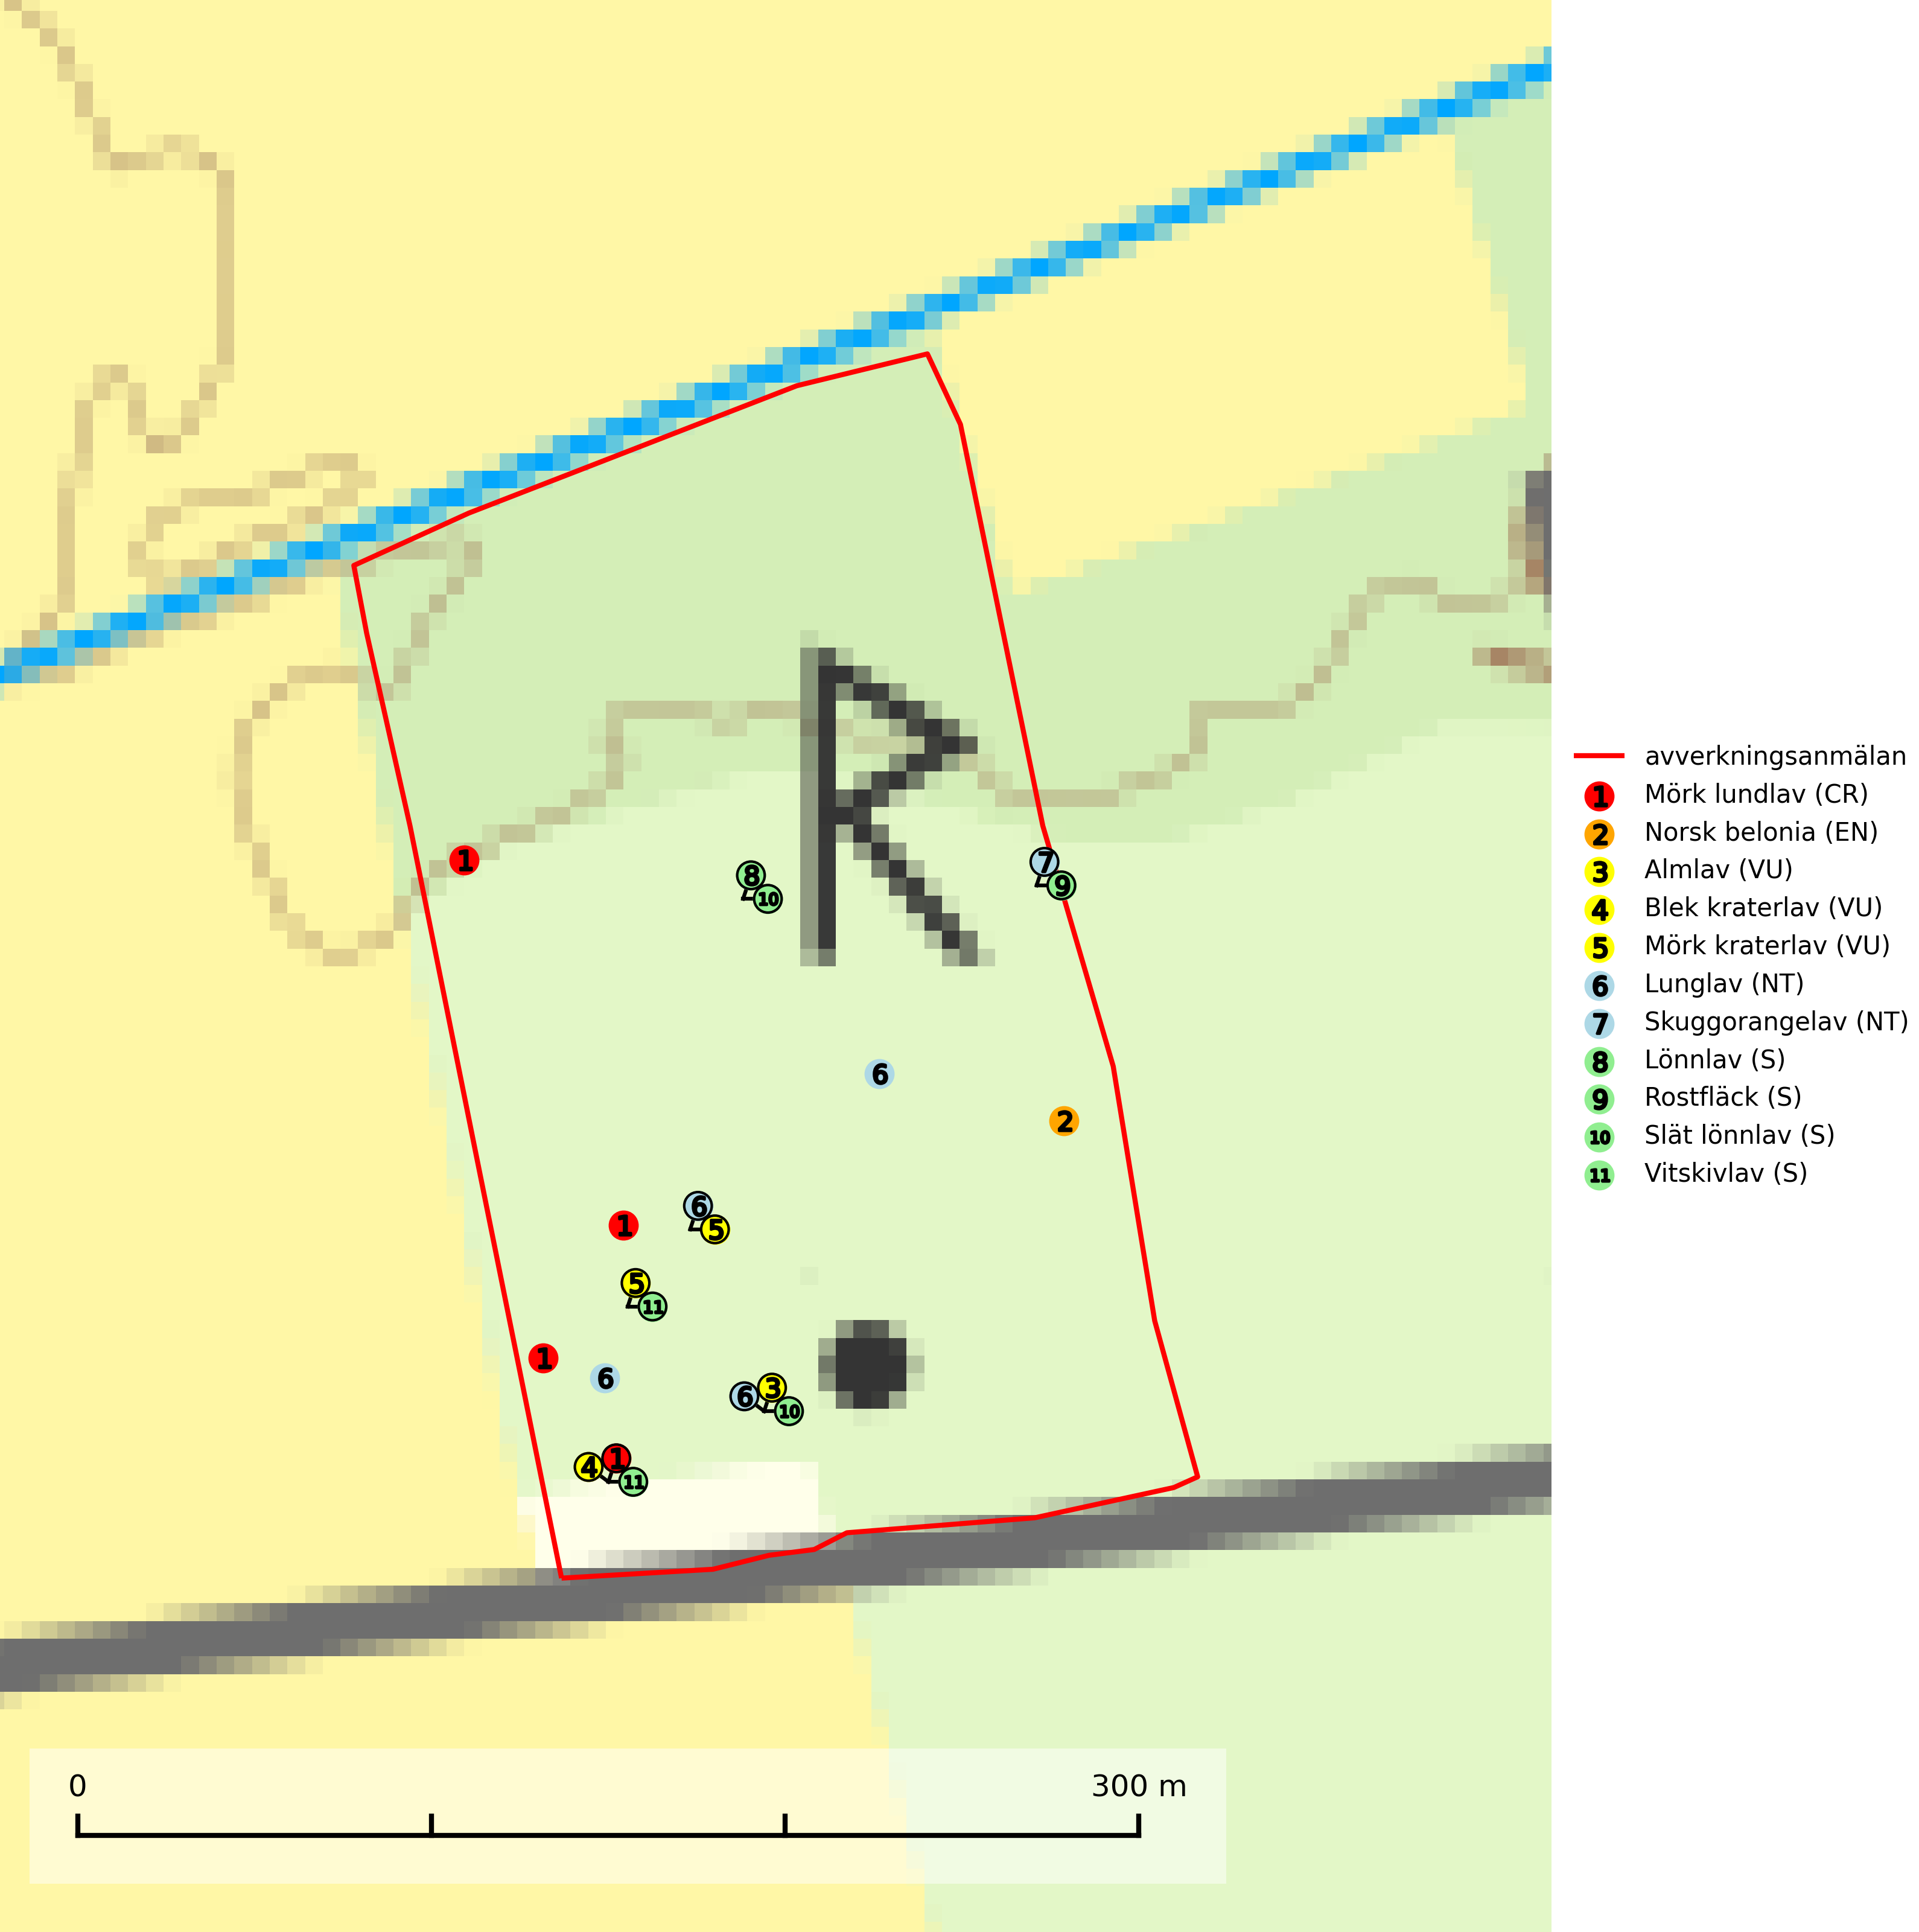 R
1
8
10
7
9
6
2
6
5
1
5
11
1
6
6
3
10
4
1
11
0
300 m
avverkningsanmälan
1 Mörk lundlav (CR)
2 Norsk belonia (EN)
3 Almlav (VU)
4 Blek kraterlav (VU)
5 Mörk kraterlav (VU)
6 Lunglav (NT)
7 Skuggorangelav (NT)
8 Lönnlav (S)
9 Rostfläck (S)
10 Slät lönnlav (S)
11 Vitskivlav (S)